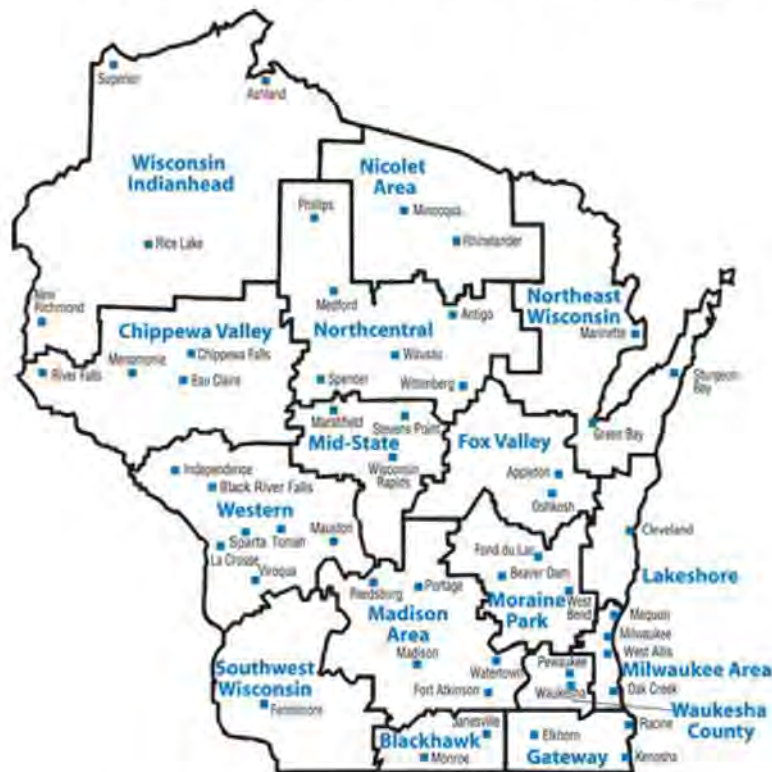 Superior
Ashland
Wisconsin
Indianhead
Nicolet
Area
Phillips
Minocqua
Rice Lake
Rhinelander
New
Richmond
Medford
Northeast
Wisconsin
Chippewa Valley
Northcentral
Antigo
Marinette
Chippewa Falls
Wausau
Menomonie
River Falls
Eau Claire
Spencer
Wittenberg
Sturgeon
Bay
Marshfield
Stevens Point
Green Bay
Mid-State
Fox Valley
Wisconsin
Rapids
Independence
Appleton
Black River Falls
Oshkosh
Western
Mauston
Sparta
Tomah
Cleveland
La Crosse
Fond du Lac
Viroqua
Beaver Dam
Lakeshore
Reedsburg
Portage
Moraine
Park
West
Bend
Mequon
Madison
Area
Milwaukee
West Allis
Madison
Watertown
Pewaukee
Milwaukee Area
Southwest
Wisconsin
Fort Atkinson
Waukesha
Oak Creek
Fennimore
Waukesha
County
Janesville
Racine
Blackhawk
Elkhorn
Monroe
Gateway
Kenosha